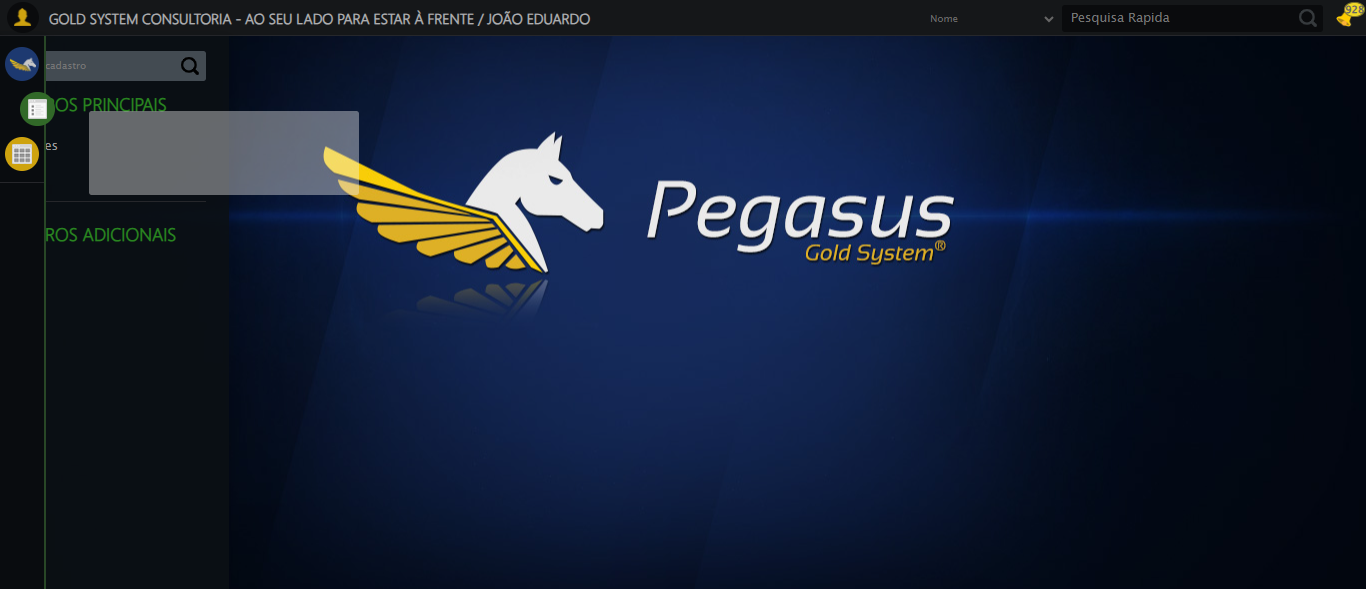 GOLD SYSTEM CONSULTORIA - AO SEU LADO PARA ESTAR À FRENTE / JOÃO EDUARDO
Nome
Pesquisa Rapida
928
cadastro
OS PRINCIPAIS
es
ROS ADICIONAIS
Pegasus
Gold System®